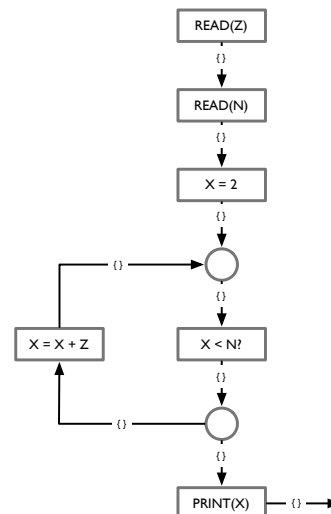 READ(Z)
{ }
READ(N)
{ }
X = 2
{ }
{ }
{ }
X = X + Z
X < N?
{ }
{ }
{ }
PRINT(X)
{ }